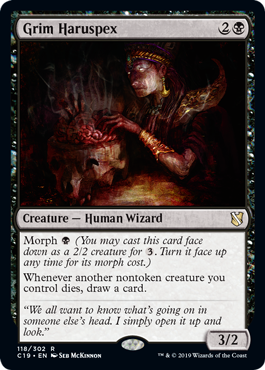 Grim Haruspex 2
Creature — Human Wizard
Morph (You may cast this card face
down as a 2/2 creature for 3. Turn it face up
any time for its morph cost.)
Whenever another nontoken creature you
control dies, draw a card.
“We all want to know what’s going on in
someone else’s head. I simply open it up and
look.”
3/2
118/302 R
C19 • EN Seb McKinnon
™ & © 2019 Wizards of the Coast